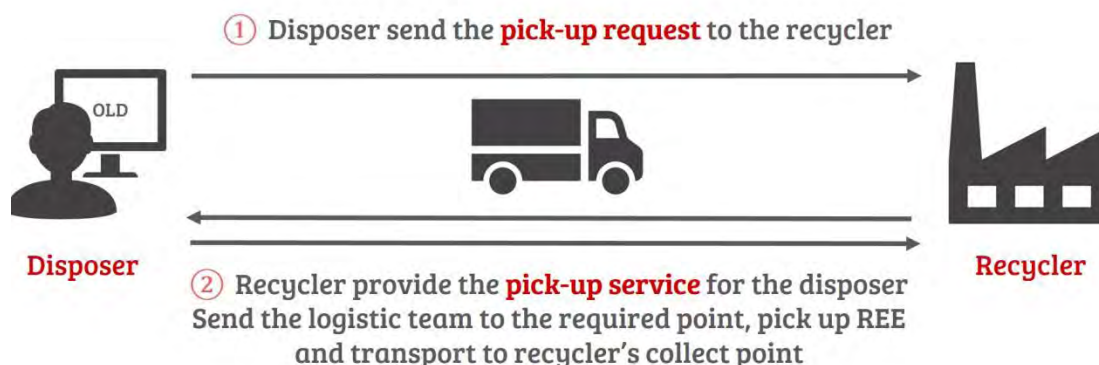 ① Disposer send the pick-up request to the recycler
OLD
Disposer
Recycler
② Recycler provide the pick-up service for the disposer
Send the logistic team to the required point, pick up REE
and transport to recycler's collect point